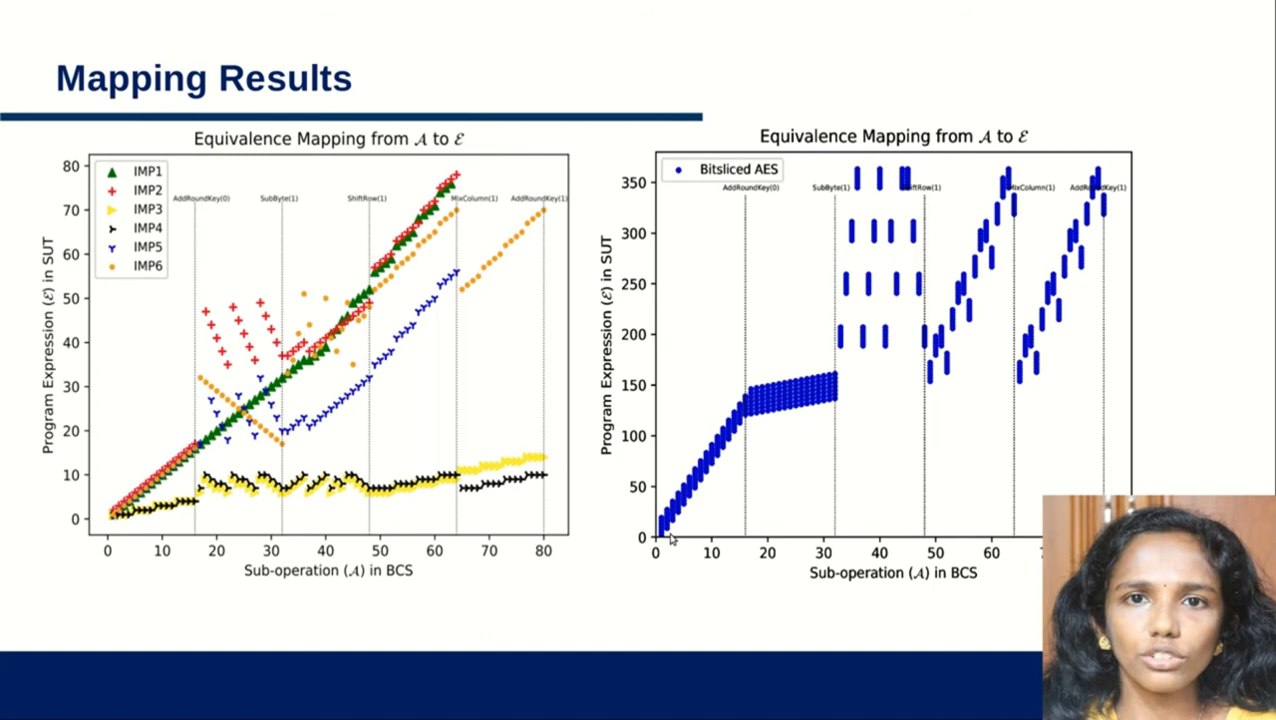 Mapping Results
Equivalence Mapping from 𝒜 to ℰ
80
70
60
50
40
30
20
10
0
Program Expression (ℰ) in SUT
IMP1
IMP2
IMP3
IMP4
IMP5
IMP6
AddRoundKey(0)
SubByte(1)
ShiftRow(1)
MixColumn(1)
AddRoundKey(1)
0 10 20 30 40 50 60 70 80
Sub-operation (𝒜) in BCS
Equivalence Mapping from 𝒜 to ℰ
350
300
250
200
150
100
50
0
Program Expression (ℰ) in SUT
Bitsliced AES
AddRoundKey(0)
SubByte(1)
ShiftRow(1)
MixColumn(1)
AddRoundKey(1)
0 10 20 30 40 50 60
Sub-operation (𝒜) in BCS